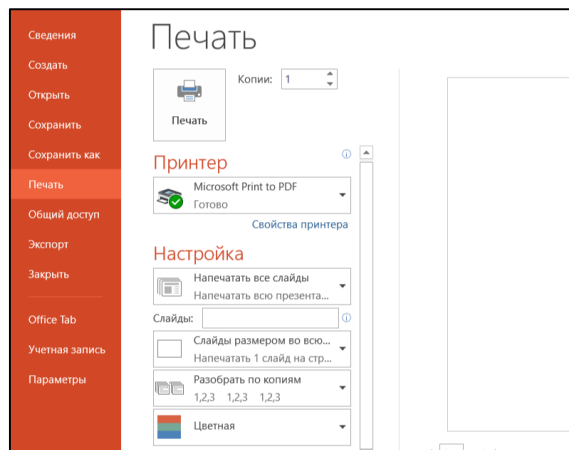 Сведения
Создать
Открыть
Сохранить
Сохранить как
Печать
Общий доступ
Экспорт
Закрыть
Office Tab
Учетная запись
Параметры
Печать
Печать
Копии: 1
Принтер
Microsoft Print to PDF
Готово
Свойства принтера
Настройка
Напечатать все слайды
Напечатать всю презента...
Слайды:
Слайды размером во всю...
Напечатать 1 слайд на стр...
Разобрать по копиям
1,2,3 1,2,3 1,2,3
Цветная